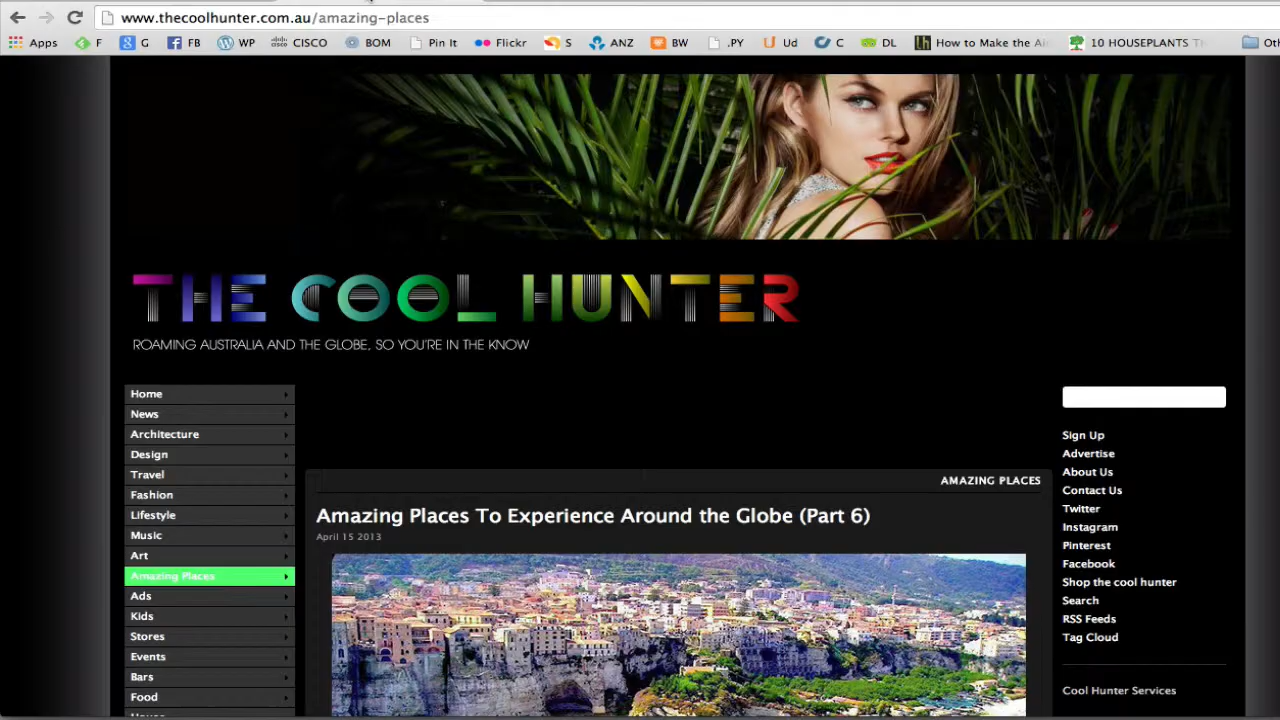 www.thecoolhunter.com.au/amazing-places
Apps F G FB WP CISCO BOM Pin It Flickr S ANZ BW .PY Ud C DL How to Make the Ai 10 HOUSEPLANTS T Ot
THE COOL HUNTER
ROAMING AUSTRALIA AND THE GLOBE, SO YOU'RE IN THE KNOW
Home
News
Architecture
Design
Travel
Fashion
Lifestyle
Music
Art
Amazing Places
Ads
Kids
Stores
Events
Bars
Food
AMAZING PLACES
Amazing Places To Experience Around the Globe (Part 6)
April 15 2013
Sign Up
Advertise
About Us
Contact Us
Twitter
Instagram
Pinterest
Facebook
Shop the cool hunter
Search
RSS Feeds
Tag Cloud
Cool Hunter Services